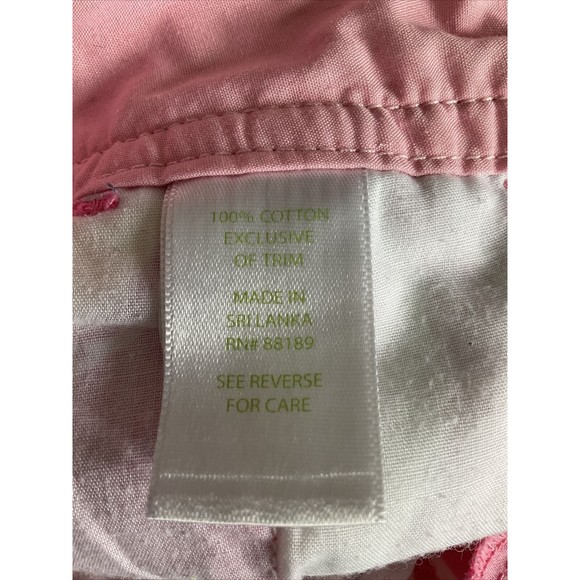 100% COTTON
EXCLUSIVE
OF TRIM
MADE IN
SRI LANKA
RN# 88189
SEE REVERSE
FOR CARE